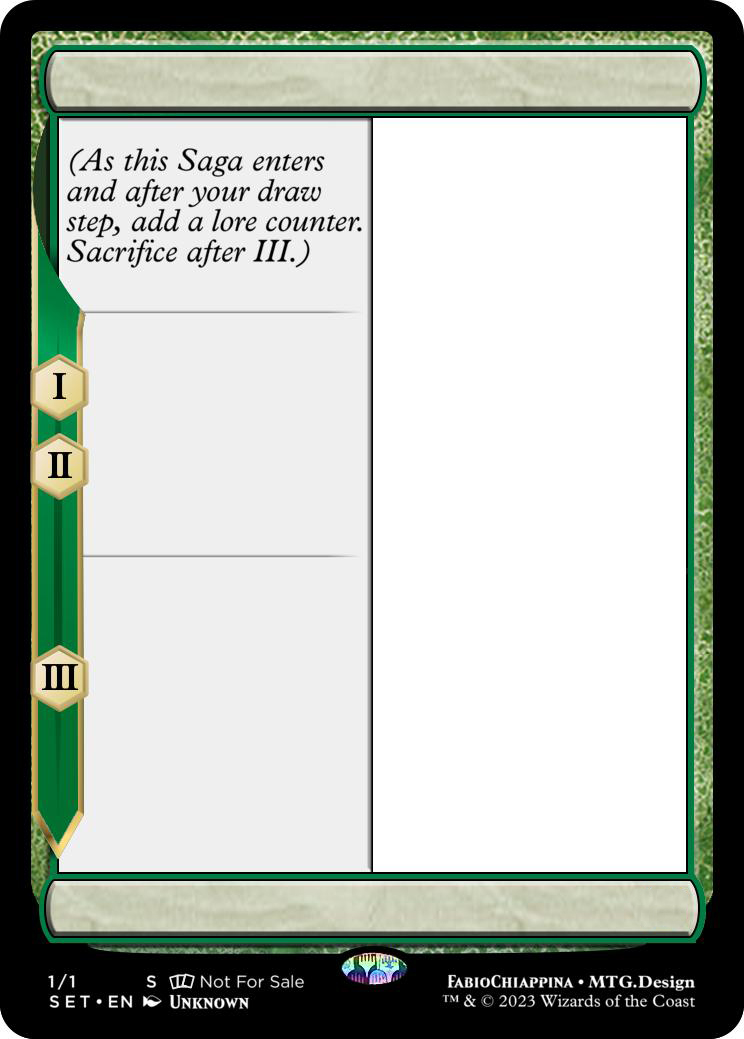 (As this Saga enters
and after your draw
step, add a lore counter.
Sacrifice after III.)
I
II
III
1/1 S Not For Sale
SET • EN Unknown
FabioChiappina • MTG.Design
™ & © 2023 Wizards of the Coast